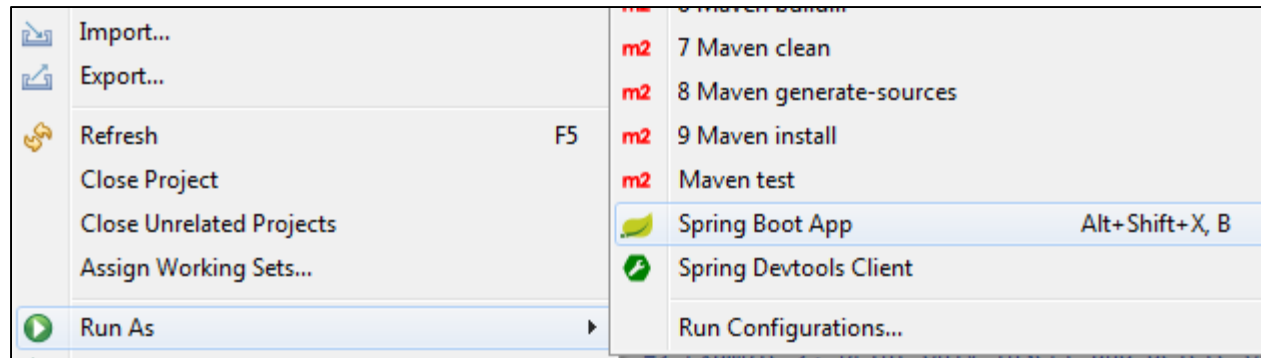 Import...
Export...
Refresh F5
Close Project
Close Unrelated Projects
Assign Working Sets...
Run As
m2 7 Maven clean
m2 8 Maven generate-sources
m2 9 Maven install
m2 Maven test
Spring Boot App Alt+Shift+X, B
Spring Devtools Client
Run Configurations...